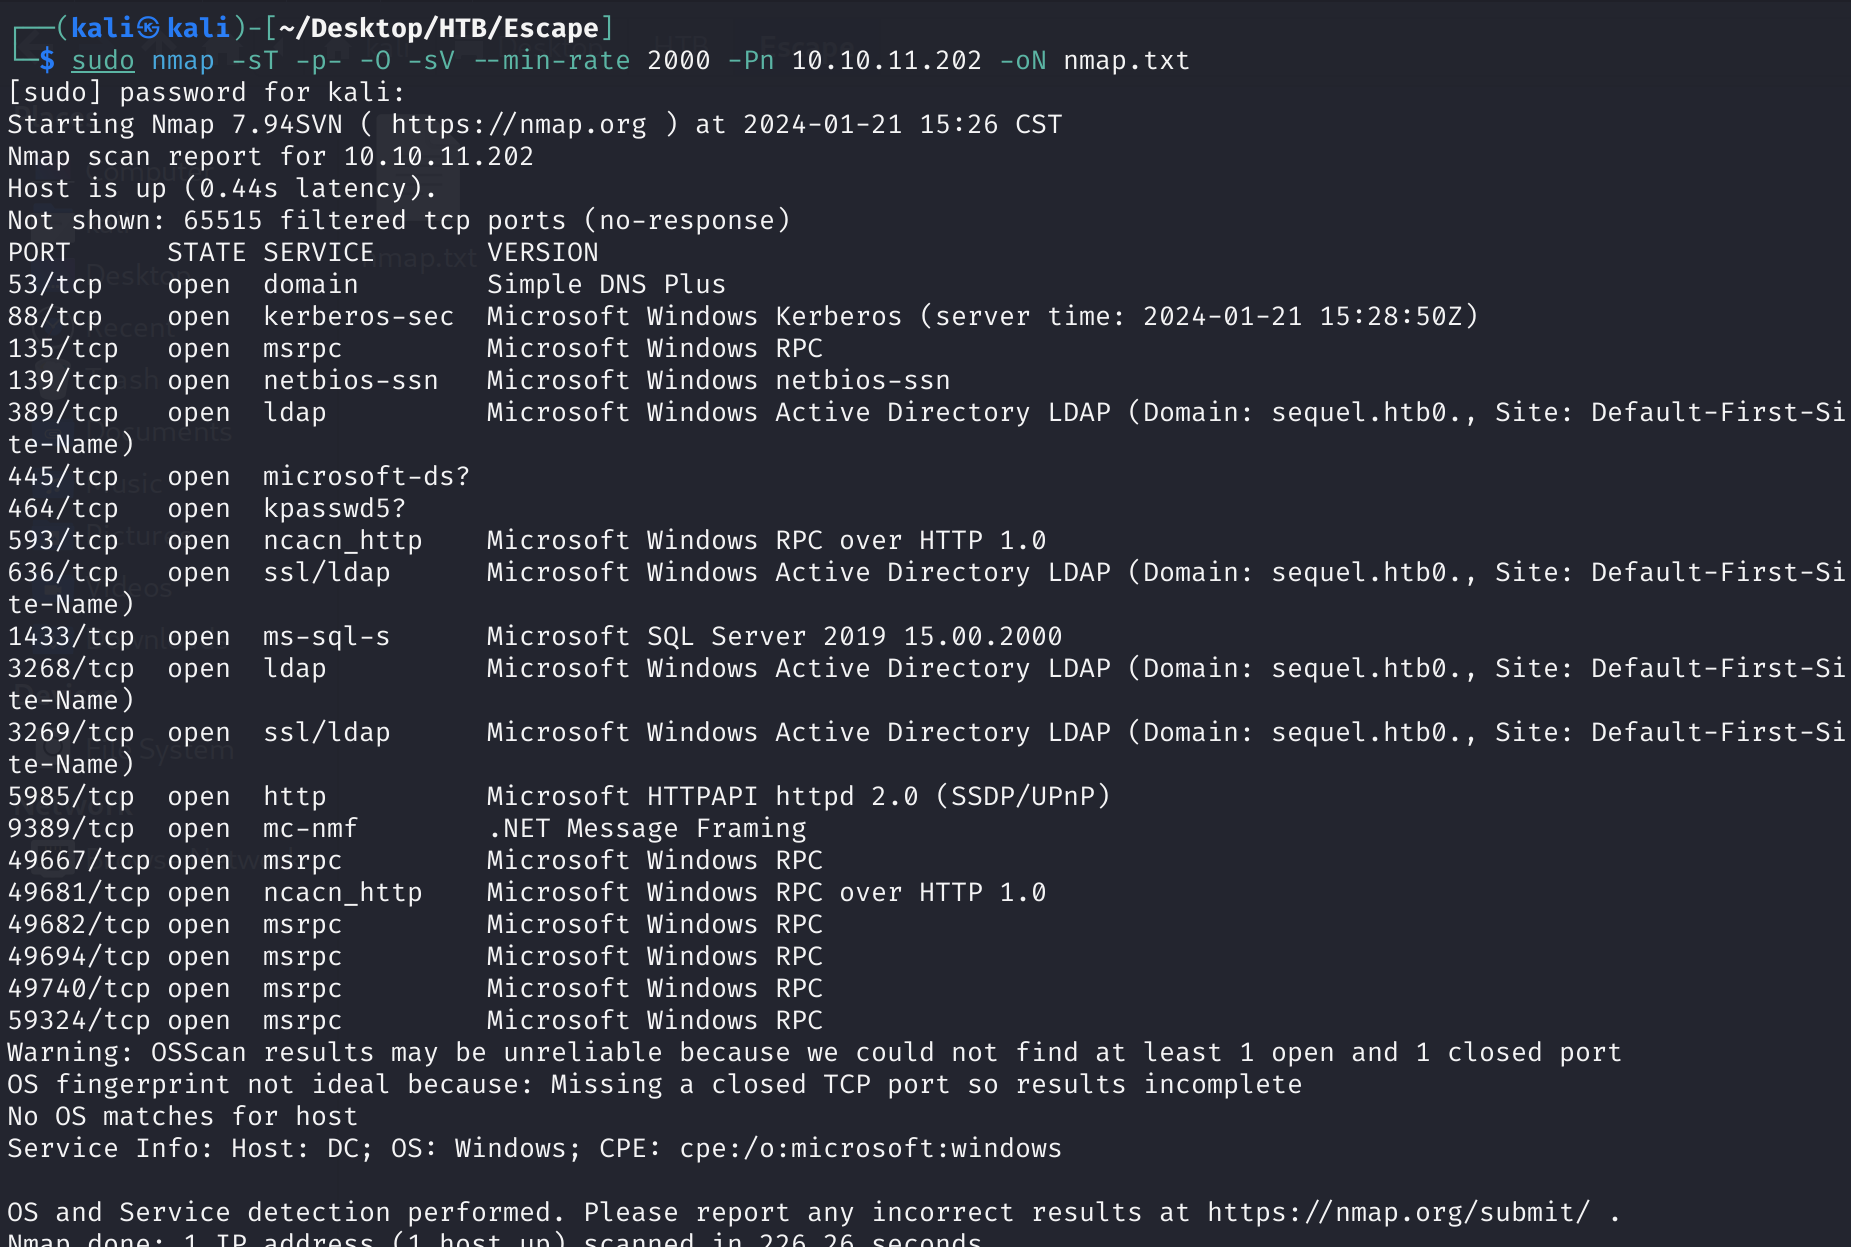 ┌──(kali㉿kali)-[~/Desktop/HTB/Escape]
└─$ sudo nmap -sT -p- -O -sV --min-rate 2000 -Pn 10.10.11.202 -oN nmap.txt
[sudo] password for kali:
Starting Nmap 7.94SVN ( https://nmap.org ) at 2024-01-21 15:26 CST
Nmap scan report for 10.10.11.202
Host is up (0.44s latency).
Not shown: 65515 filtered tcp ports (no-response)
PORT      STATE SERVICE       VERSION
53/tcp    open  domain        Simple DNS Plus
88/tcp    open  kerberos-sec  Microsoft Windows Kerberos (server time: 2024-01-21 15:28:50Z)
135/tcp   open  msrpc         Microsoft Windows RPC
139/tcp   open  netbios-ssn   Microsoft Windows netbios-ssn
389/tcp   open  ldap          Microsoft Windows Active Directory LDAP (Domain: sequel.htb0., Site: Default-First-Si
te-Name)
445/tcp   open  microsoft-ds?
464/tcp   open  kpasswd5?
593/tcp   open  ncacn_http    Microsoft Windows RPC over HTTP 1.0
636/tcp   open  ssl/ldap      Microsoft Windows Active Directory LDAP (Domain: sequel.htb0., Site: Default-First-Si
te-Name)
1433/tcp  open  ms-sql-s      Microsoft SQL Server 2019 15.00.2000
3268/tcp  open  ldap          Microsoft Windows Active Directory LDAP (Domain: sequel.htb0., Site: Default-First-Si
te-Name)
3269/tcp  open  ssl/ldap      Microsoft Windows Active Directory LDAP (Domain: sequel.htb0., Site: Default-First-Si
te-Name)
5985/tcp  open  http          Microsoft HTTPAPI httpd 2.0 (SSDP/UPnP)
9389/tcp  open  mc-nmf        .NET Message Framing
49667/tcp open  msrpc         Microsoft Windows RPC
49681/tcp open  ncacn_http    Microsoft Windows RPC over HTTP 1.0
49682/tcp open  msrpc         Microsoft Windows RPC
49694/tcp open  msrpc         Microsoft Windows RPC
49740/tcp open  msrpc         Microsoft Windows RPC
59324/tcp open  msrpc         Microsoft Windows RPC
Warning: OSScan results may be unreliable because we could not find at least 1 open and 1 closed port
OS fingerprint not ideal because: Missing a closed TCP port so results incomplete
No OS matches for host
Service Info: Host: DC; OS: Windows; CPE: cpe:/o:microsoft:windows
OS and Service detection performed. Please report any incorrect results at https://nmap.org/submit/ .
Nmap done: 1 IP address (1 host up) scanned in 226.26 seconds